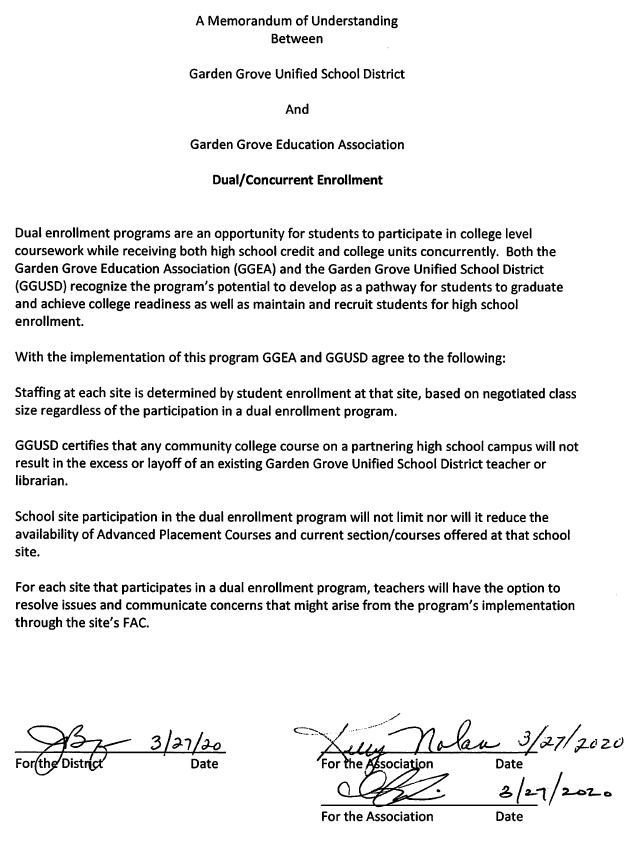 A Memorandum of Understanding
Between
Garden Grove Unified School District
And
Garden Grove Education Association
Dual/Concurrent Enrollment
Dual enrollment programs are an opportunity for students to participate in college level
coursework while receiving both high school credit and college units concurrently. Both the
Garden Grove Education Association (GGEA) and the Garden Grove Unified School District
(GGUSD) recognize the program's potential to develop as a pathway for students to graduate
and achieve college readiness as well as maintain and recruit students for high school
enrollment.
With the implementation of this program GGEA and GGUSD agree to the following:
Staffing at each site is determined by student enrollment at that site, based on negotiated class
size regardless of the participation in a dual enrollment program.
GGUSD certifies that any community college course on a partnering high school campus will not
result in the excess or layoff of an existing Garden Grove Unified School District teacher or
librarian.
School site participation in the dual enrollment program will not limit nor will it reduce the
availability of Advanced Placement Courses and current section/courses offered at that school
site.
For each site that participates in a dual enrollment program, teachers will have the option to
resolve issues and communicate concerns that might arise from the program's implementation
through the site's FAC.
3/27/20
For the District Date
Nolan 3/27/2020
For the Association Date
3/27/2020
For the Association Date